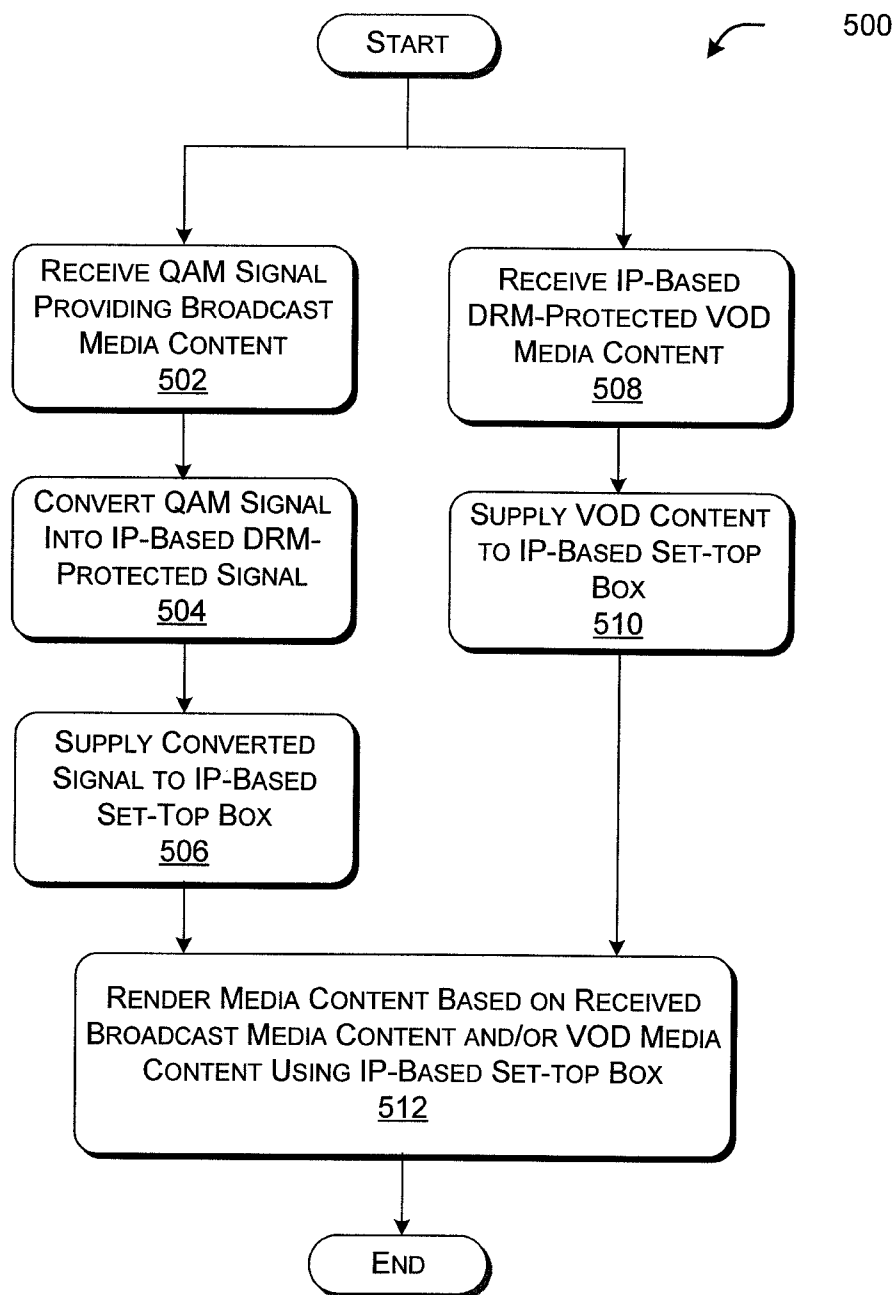 START
500
RECEIVE QAM SIGNAL
PROVIDING BROADCAST
MEDIA CONTENT
502
CONVERT QAM SIGNAL
INTO IP-BASED DRM-
PROTECTED SIGNAL
504
SUPPLY CONVERTED
SIGNAL TO IP-BASED
SET-TOP BOX
506
RECEIVE IP-BASED
DRM-PROTECTED VOD
MEDIA CONTENT
508
SUPPLY VOD CONTENT
TO IP-BASED SET-TOP
BOX
510
RENDER MEDIA CONTENT BASED ON RECEIVED
BROADCAST MEDIA CONTENT AND/OR VOD MEDIA
CONTENT USING IP-BASED SET-TOP BOX
512
END